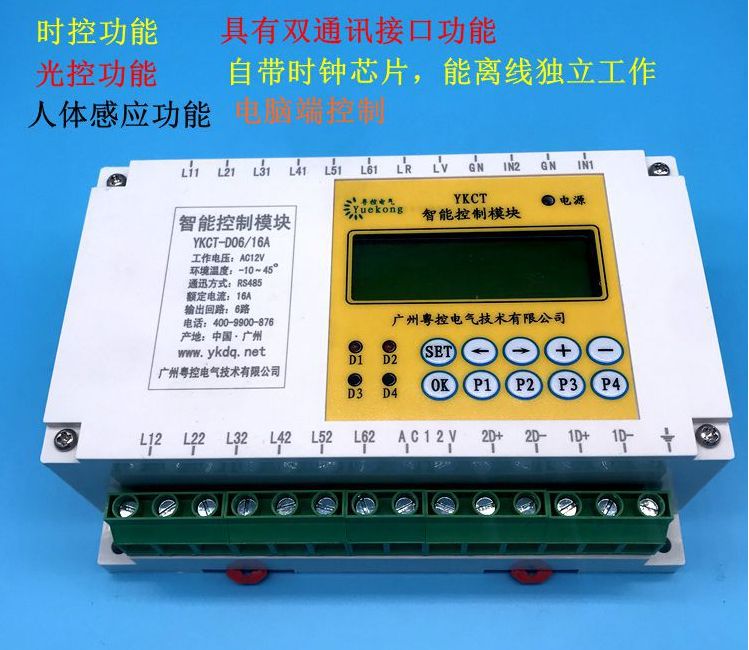 时控功能 具有双通讯接口功能
光控功能 自带时钟芯片，能离线独立工作
人体感应功能 电脑端控制
L11 L21 L31 L41 L51 L61 LR LV GN IN2 GN IN1
智能控制模块
YKCT-D06/16A
工作电压：AC12V
环境温度：-10～45°
通迅方式：RS485
额定电流：16A
输出回路：6路
电话：400-9900-876
产地：中国·广州
www.ykdq.net
广州粤控电气技术有限公司
粤控电气
Yuekong
YKCT
智能控制模块
电源
广州粤控电气技术有限公司
D1 D2 SET ← → + −
D3 D4 OK P1 P2 P3 P4
L12 L22 L32 L42 L52 L62 AC12V 2D+ 2D- 1D+ 1D-